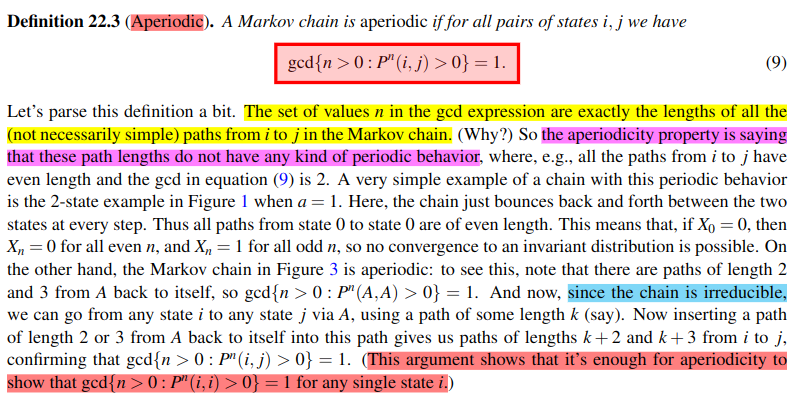 Definition 22.3 (Aperiodic). A Markov chain is aperiodic if for all pairs of states i, j we have
gcd{n > 0 : Pⁿ(i, j) > 0} = 1. (9)
Let's parse this definition a bit. The set of values n in the gcd expression are exactly the lengths of all the
(not necessarily simple) paths from i to j in the Markov chain. (Why?) So the aperiodicity property is saying
that these path lengths do not have any kind of periodic behavior, where, e.g., all the paths from i to j have
even length and the gcd in equation (9) is 2. A very simple example of a chain with this periodic behavior
is the 2-state example in Figure 1 when a = 1. Here, the chain just bounces back and forth between the two
states at every step. Thus all paths from state 0 to state 0 are of even length. This means that, if X₀ = 0, then
Xₙ = 0 for all even n, and Xₙ = 1 for all odd n, so no convergence to an invariant distribution is possible. On
the other hand, the Markov chain in Figure 3 is aperiodic: to see this, note that there are paths of length 2
and 3 from A back to itself, so gcd{n > 0 : Pⁿ(A, A) > 0} = 1. And now, since the chain is irreducible,
we can go from any state i to any state j via A, using a path of some length k (say). Now inserting a path
of length 2 or 3 from A back to itself into this path gives us paths of lengths k + 2 and k + 3 from i to j,
confirming that gcd{n > 0 : Pⁿ(i, j) > 0} = 1. (This argument shows that it's enough for aperiodicity to
show that gcd{n > 0 : Pⁿ(i, i) > 0} = 1 for any single state i.)